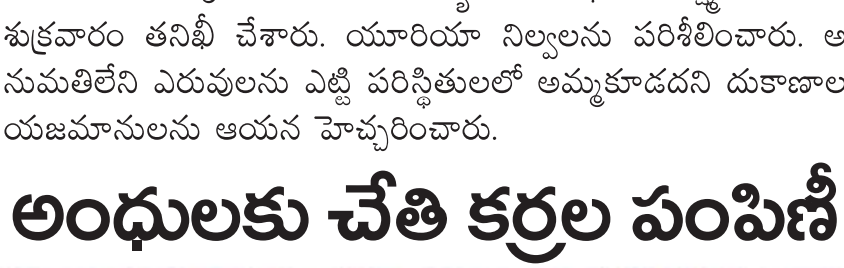 శుక్రవారం తనిఖీ చేశారు. యూరియా నిల్వలను పరిశీలించారు. అ
నుమతిలేని ఎరువులను ఎట్టి పరిస్థితులలో అమ్మకూడదని దుకాణాల
యజమానులను ఆయన హెచ్చరించారు.
అంధులకు చేతి కర్రల పంపిణీ